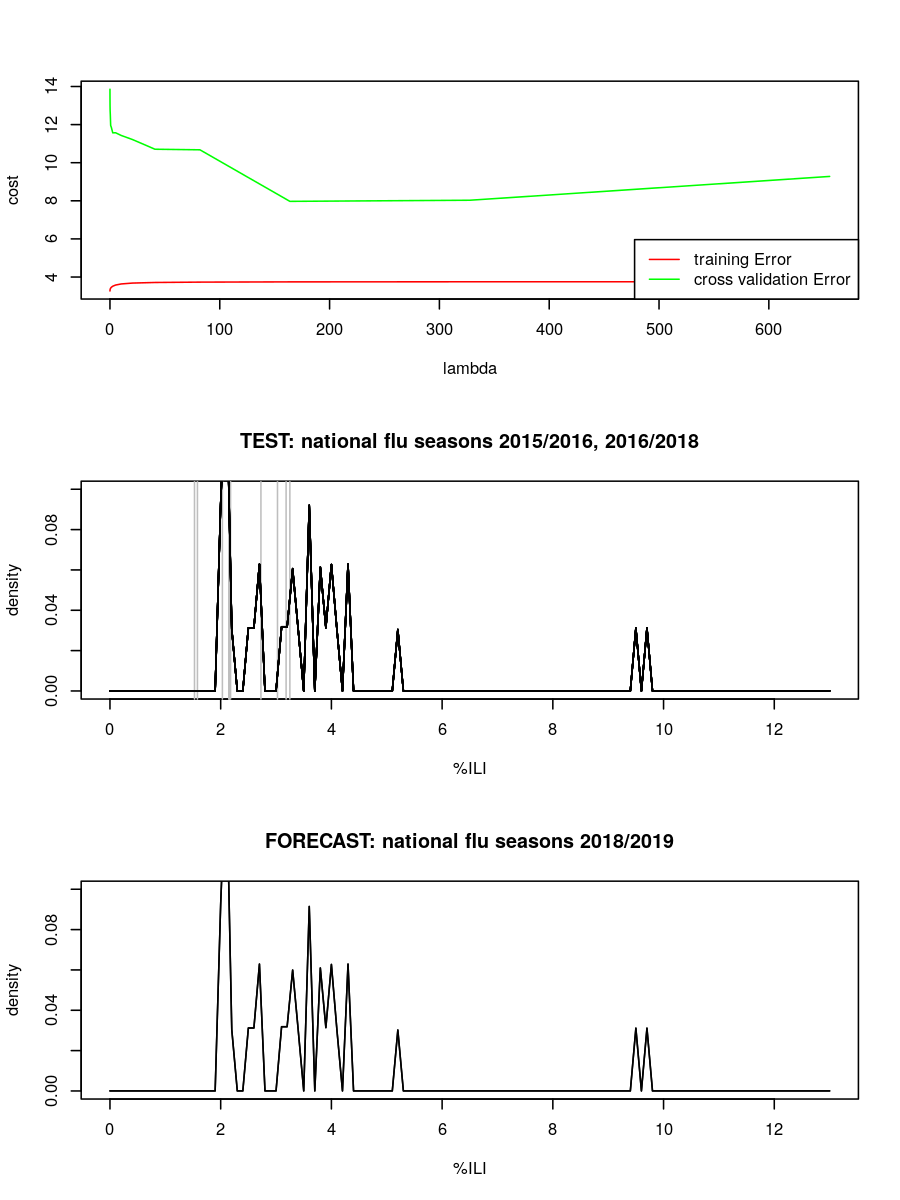 14
12
10
8
6
4
cost
training Error
cross validation Error
0 100 200 300 400 500 600
lambda
TEST: national flu seasons 2015/2016, 2016/2018
0.08
0.04
0.00
density
0 2 4 6 8 10 12
%ILI
FORECAST: national flu seasons 2018/2019
0.08
0.04
0.00
density
0 2 4 6 8 10 12
%ILI